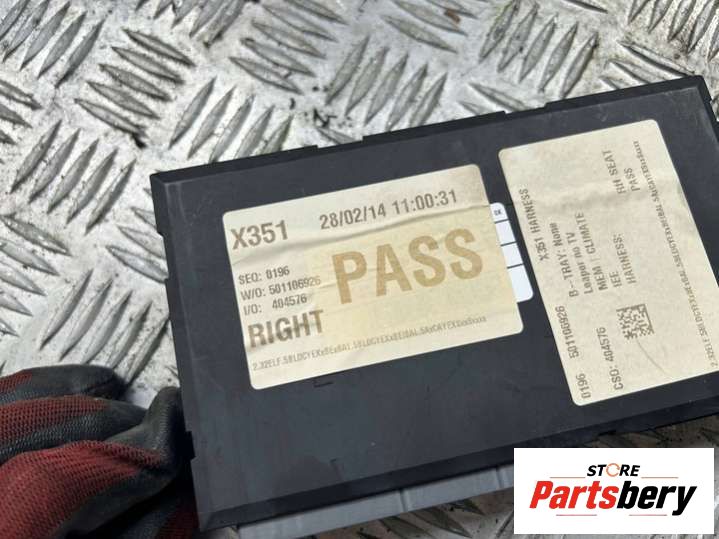 X351
28/02/14 11:00:31
SEQ: 0196
W/O: 501106926
I/O: 404576
PASS
RIGHT
0196 501106926
CSO: 404576
X351 HARNESS
B-TRAY: None
Leaper no TV
MEM / CLIMATE
IEE
HARNESS:
RH SEAT
PASS
STORE
Partsbery